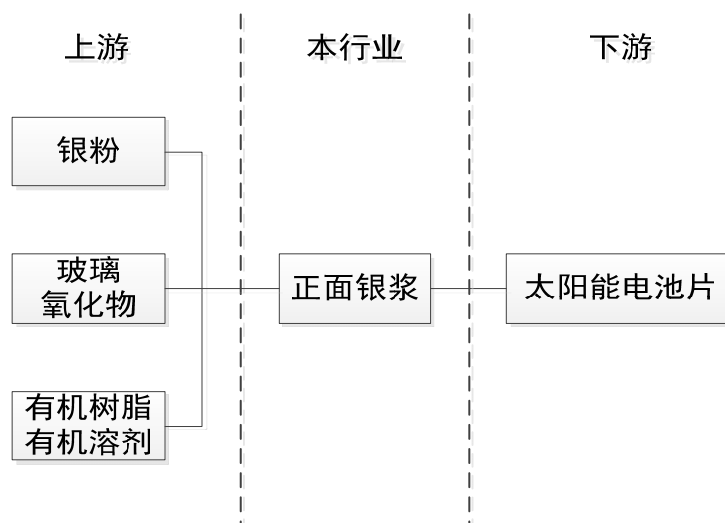 上游
本行业
下游
银粉
玻璃
氧化物
正面银浆
太阳能电池片
有机树脂
有机溶剂